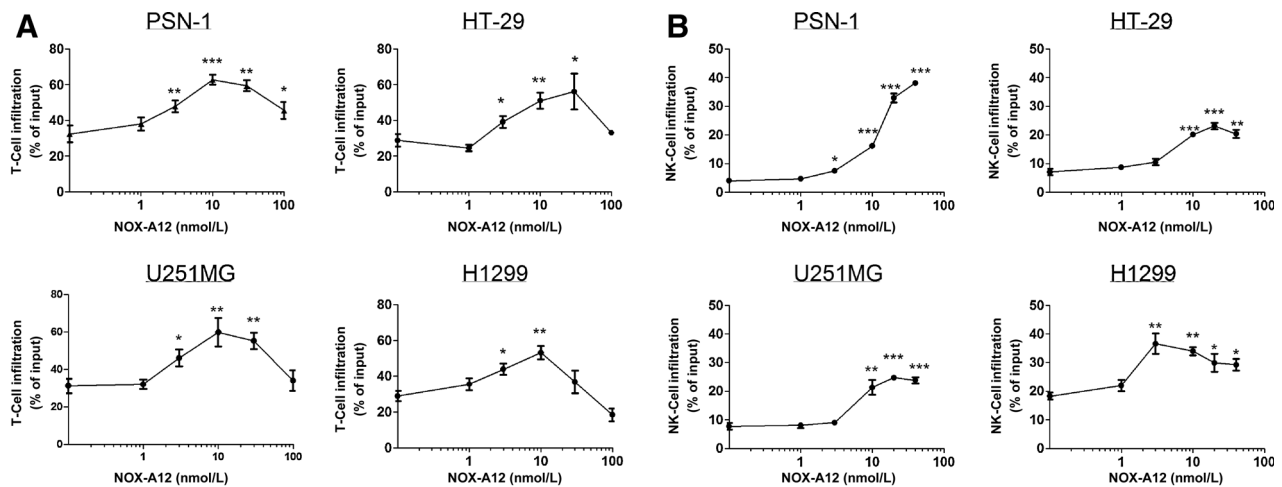 A
PSN-1
T-Cell infiltration
(% of input)
80
60
40
20
0
**
***
**
*
1
10
100
NOX-A12 (nmol/L)
HT-29
T-Cell infiltration
(% of input)
80
60
40
20
0
*
**
*
1
10
100
NOX-A12 (nmol/L)
B
PSN-1
NK-Cell infiltration
(% of input)
50
40
30
20
10
0
*
***
***
***
1
10
100
NOX-A12 (nmol/L)
HT-29
NK-Cell infiltration
(% of input)
50
40
30
20
10
0
***
***
**
1
10
100
NOX-A12 (nmol/L)
U251MG
T-Cell infiltration
(% of input)
80
60
40
20
0
*
**
**
1
10
100
NOX-A12 (nmol/L)
H1299
T-Cell infiltration
(% of input)
80
60
40
20
0
*
**
1
10
100
NOX-A12 (nmol/L)
U251MG
NK-Cell infiltration
(% of input)
50
40
30
20
10
0
**
***
***
1
10
100
NOX-A12 (nmol/L)
H1299
NK-Cell infiltration
(% of input)
50
40
30
20
10
0
**
**
*
*
1
10
100
NOX-A12 (nmol/L)